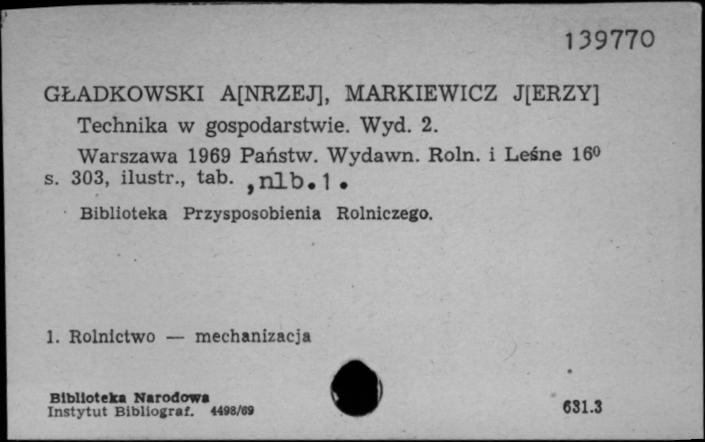 139770
GŁADKOWSKI A[NRZEJ], MARKIEWICZ J[ERZY]
Technika w gospodarstwie. Wyd. 2.
Warszawa 1969 Państw. Wydawn. Roln. i Leśne 16⁰
s. 303, ilustr., tab. , nlb. 1 .
Biblioteka Przysposobienia Rolniczego.
1. Rolnictwo — mechanizacja
Biblioteka Narodowa
Instytut Bibliograf. 4498/69
631.3